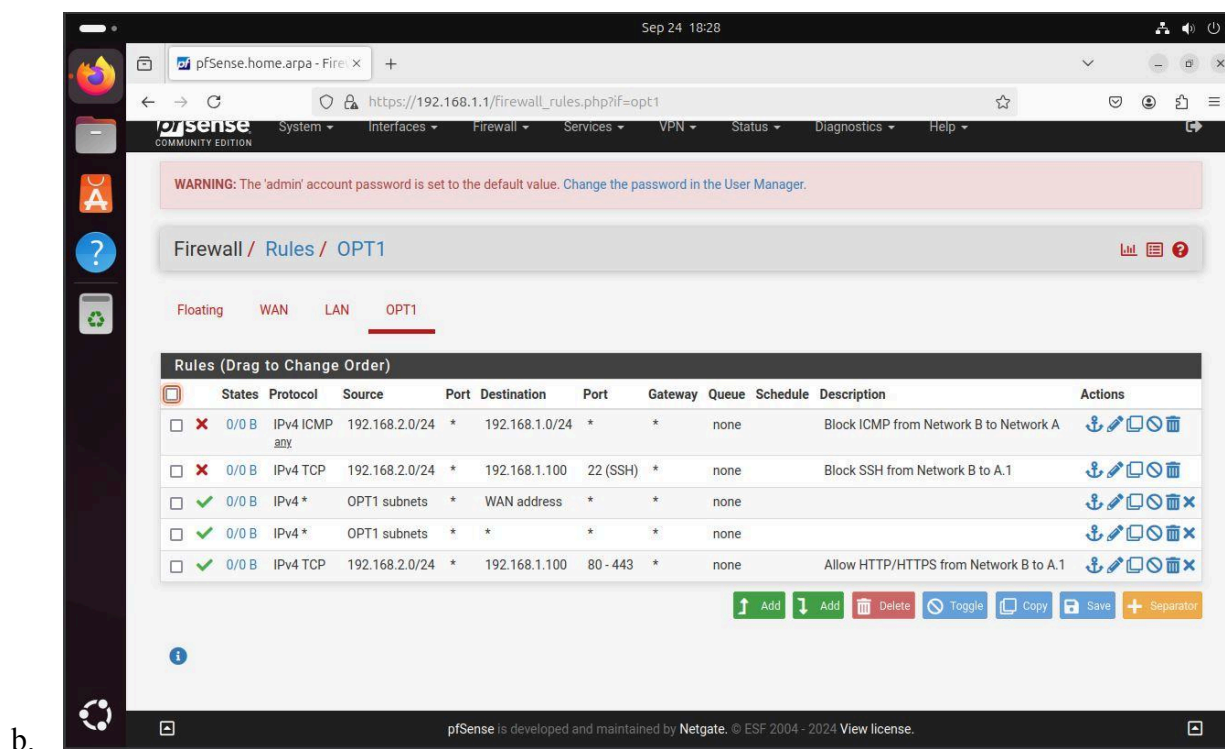 Sep 24 18:28
pfSense.home.arpa - Fire
https://192.168.1.1/firewall_rules.php?if=opt1
pfSense System Interfaces Firewall Services VPN Status Diagnostics Help
COMMUNITY EDITION
WARNING: The 'admin' account password is set to the default value. Change the password in the User Manager.
Firewall / Rules / OPT1
Floating WAN LAN OPT1
Rules (Drag to Change Order)
States Protocol Source Port Destination Port Gateway Queue Schedule Description Actions
0/0 B IPv4 ICMP 192.168.2.0/24 * 192.168.1.0/24 * * none Block ICMP from Network B to Network A
any
0/0 B IPv4 TCP 192.168.2.0/24 * 192.168.1.100 22 (SSH) * none Block SSH from Network B to A.1
0/0 B IPv4 * OPT1 subnets * WAN address * * none
0/0 B IPv4 * OPT1 subnets * * * * none
0/0 B IPv4 TCP 192.168.2.0/24 * 192.168.1.100 80 - 443 * none Allow HTTP/HTTPS from Network B to A.1
Add Add Delete Toggle Copy Save Separator
pfSense is developed and maintained by Netgate. © ESF 2004 - 2024 View license.
b.